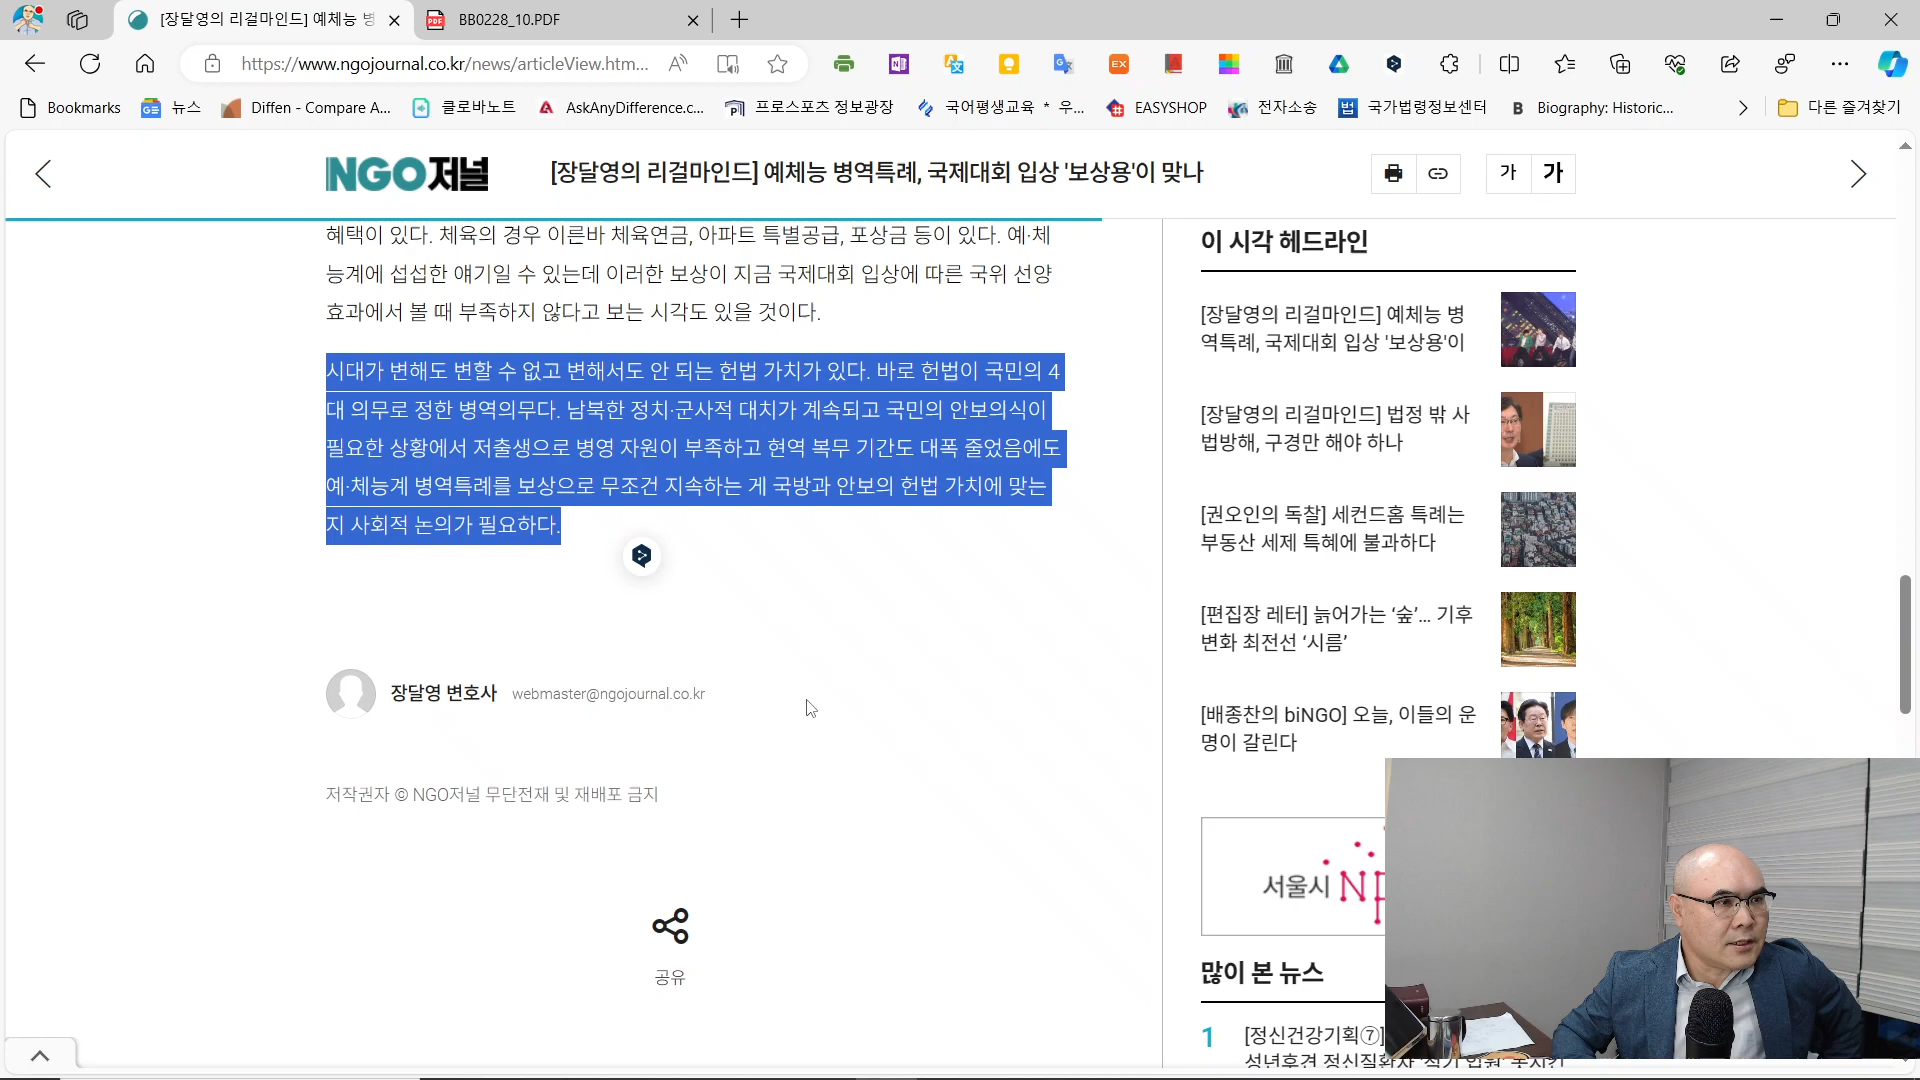 [장달영의 리걸마인드] 예체능 병
BB0228_10.PDF
https://www.ngojournal.co.kr/news/articleView.htm...
Bookmarks
뉴스
Diffen - Compare A...
클로바노트
AskAnyDifference.c...
프로스포츠 정보광장
국어평생교육 * 우...
EASYSHOP
전자소송
국가법령정보센터
Biography: Historic...
다른 즐겨찾기
NGO저널
[장달영의 리걸마인드] 예체능 병역특례, 국제대회 입상 '보상용'이 맞나
가
가
혜택이 있다. 체육의 경우 이른바 체육연금, 아파트 특별공급, 포상금 등이 있다. 예·체
능계에 섭섭한 얘기일 수 있는데 이러한 보상이 지금 국제대회 입상에 따른 국위 선양
효과에서 볼 때 부족하지 않다고 보는 시각도 있을 것이다.
시대가 변해도 변할 수 없고 변해서도 안 되는 헌법 가치가 있다. 바로 헌법이 국민의 4
대 의무로 정한 병역의무다. 남북한 정치·군사적 대치가 계속되고 국민의 안보의식이
필요한 상황에서 저출생으로 병영 자원이 부족하고 현역 복무 기간도 대폭 줄었음에도
예·체능계 병역특례를 보상으로 무조건 지속하는 게 국방과 안보의 헌법 가치에 맞는
지 사회적 논의가 필요하다.
장달영 변호사 webmaster@ngojournal.co.kr
저작권자 © NGO저널 무단전재 및 재배포 금지
공유
이 시각 헤드라인
[장달영의 리걸마인드] 예체능 병
역특례, 국제대회 입상 '보상용'이
[장달영의 리걸마인드] 법정 밖 사
법방해, 구경만 해야 하나
[권오인의 독찰] 세컨드홈 특례는
부동산 세제 특혜에 불과하다
[편집장 레터] 늙어가는 ‘숲’... 기후
변화 최전선 ‘시름’
[배종찬의 biNGO] 오늘, 이들의 운
명이 갈린다
서울시 NP
많이 본 뉴스
1 [정신건강기획⑦]
성년후견 정신질환자